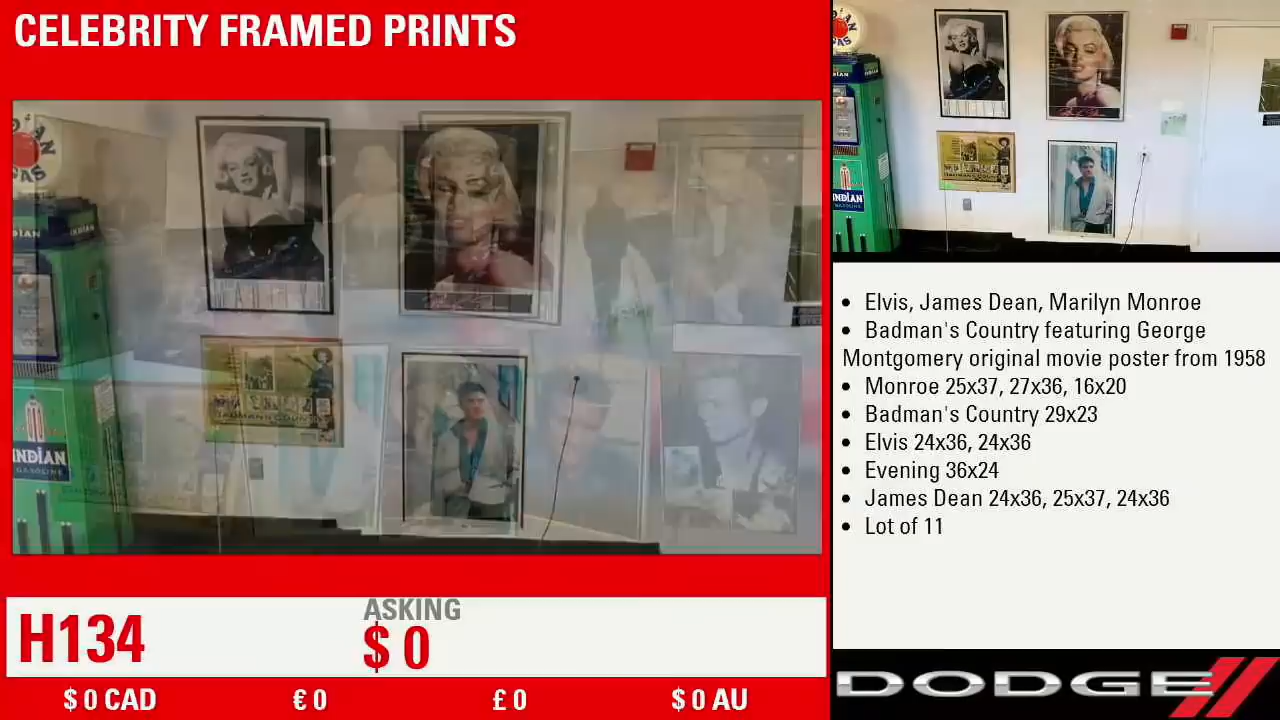 CELEBRITY FRAMED PRINTS
INDIAN
GASOLINE
H134
ASKING
$ 0
$ 0 CAD
€ 0
£ 0
$ 0 AU
INDIAN
GASOLINE
• Elvis, James Dean, Marilyn Monroe
• Badman's Country featuring George
Montgomery original movie poster from 1958
• Monroe 25x37, 27x36, 16x20
• Badman's Country 29x23
• Elvis 24x36, 24x36
• Evening 36x24
• James Dean 24x36, 25x37, 24x36
• Lot of 11
DODGE